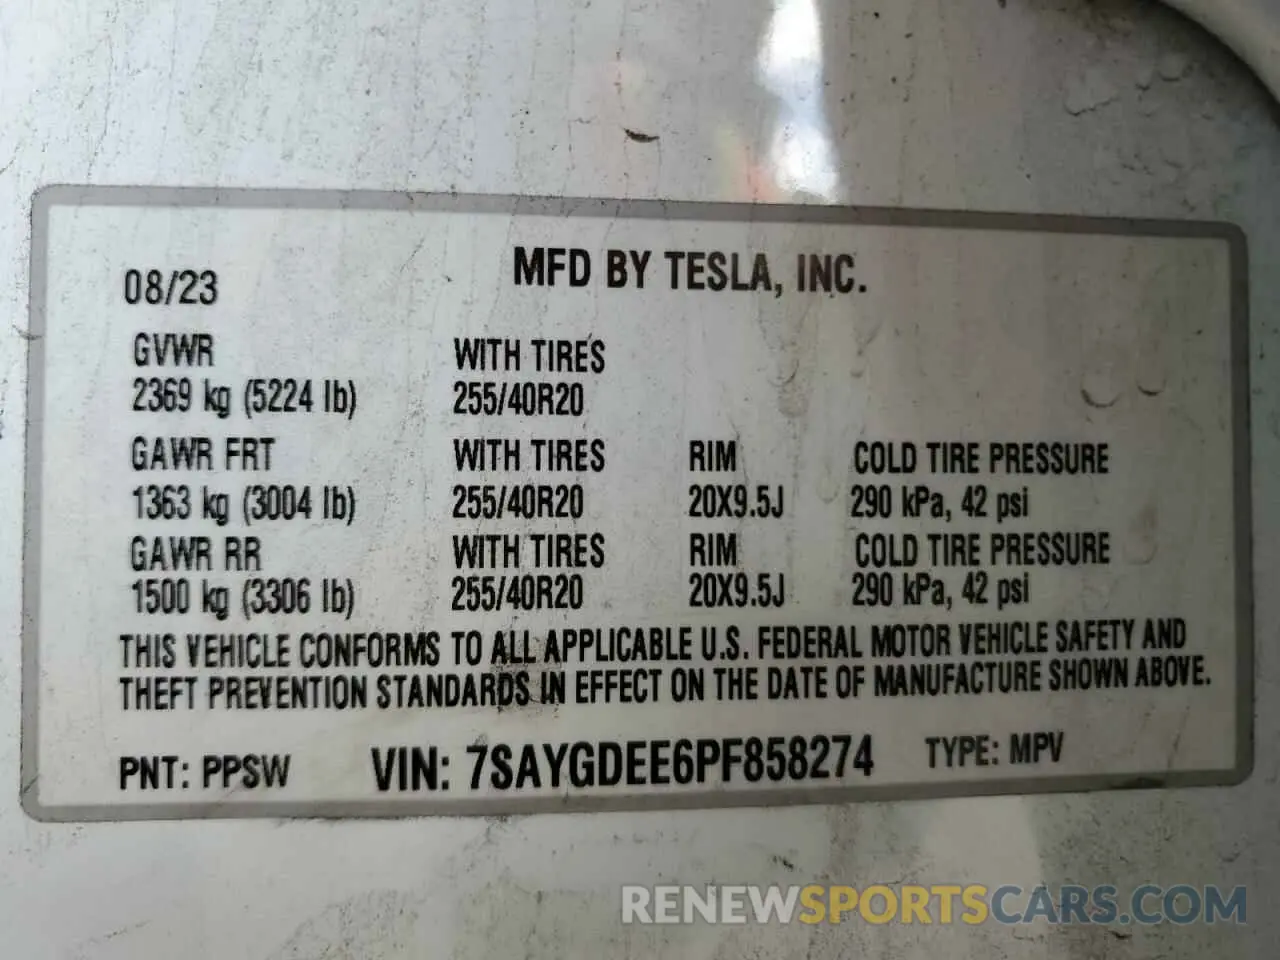 MFD BY TESLA, INC.
08/23
GVWR WITH TIRES
2369 kg (5224 lb) 255/40R20
GAWR FRT WITH TIRES RIM COLD TIRE PRESSURE
1363 kg (3004 lb) 255/40R20 20X9.5J 290 kPa, 42 psi
GAWR RR WITH TIRES RIM COLD TIRE PRESSURE
1500 kg (3306 lb) 255/40R20 20X9.5J 290 kPa, 42 psi
THIS VEHICLE CONFORMS TO ALL APPLICABLE U.S. FEDERAL MOTOR VEHICLE SAFETY AND
THEFT PREVENTION STANDARDS IN EFFECT ON THE DATE OF MANUFACTURE SHOWN ABOVE.
PNT: PPSW VIN: 7SAYGDEE6PF858274 TYPE: MPV
RENEWSPORTSCARS.COM